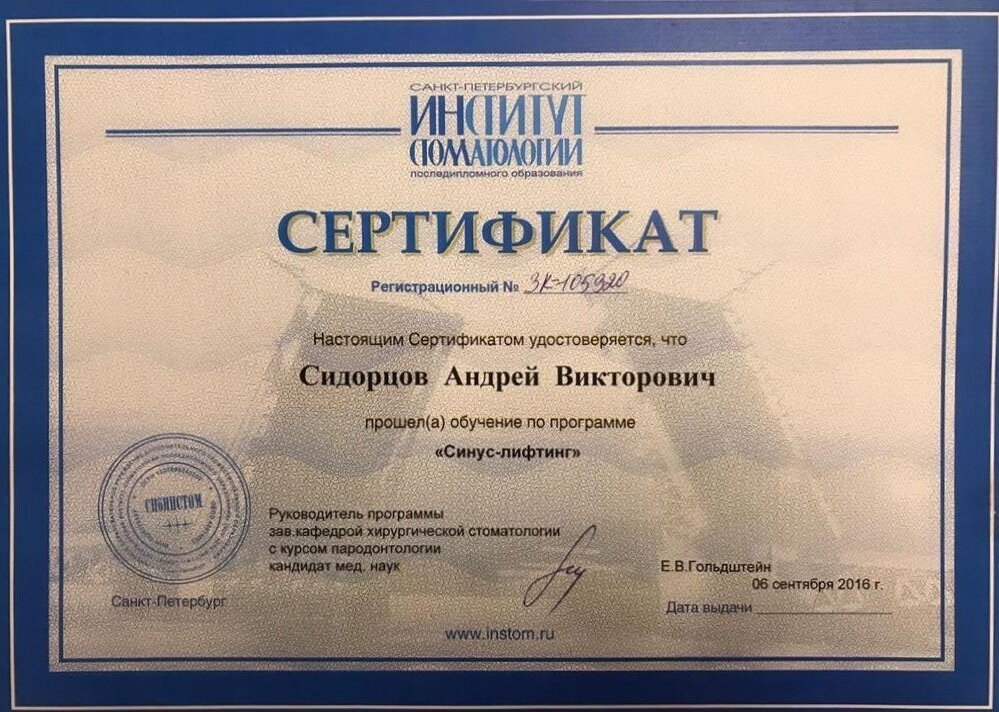 САНКТ-ПЕТЕРБУРГСКИЙ
ИНСТИТУТ
СТОМАТОЛОГИИ
последипломного образования
СЕРТИФИКАТ
Регистрационный № ЗК-105920
Настоящим Сертификатом удостоверяется, что
Сидорцов Андрей Викторович
прошел(а) обучение по программе
«Синус-лифтинг»
СПБИНСТОМ
Руководитель программы
зав.кафедрой хирургической стоматологии
с курсом пародонтологии
кандидат мед. наук
Е.В.Гольдштейн
06 сентября 2016 г.
Санкт-Петербург
Дата выдачи
www.instom.ru